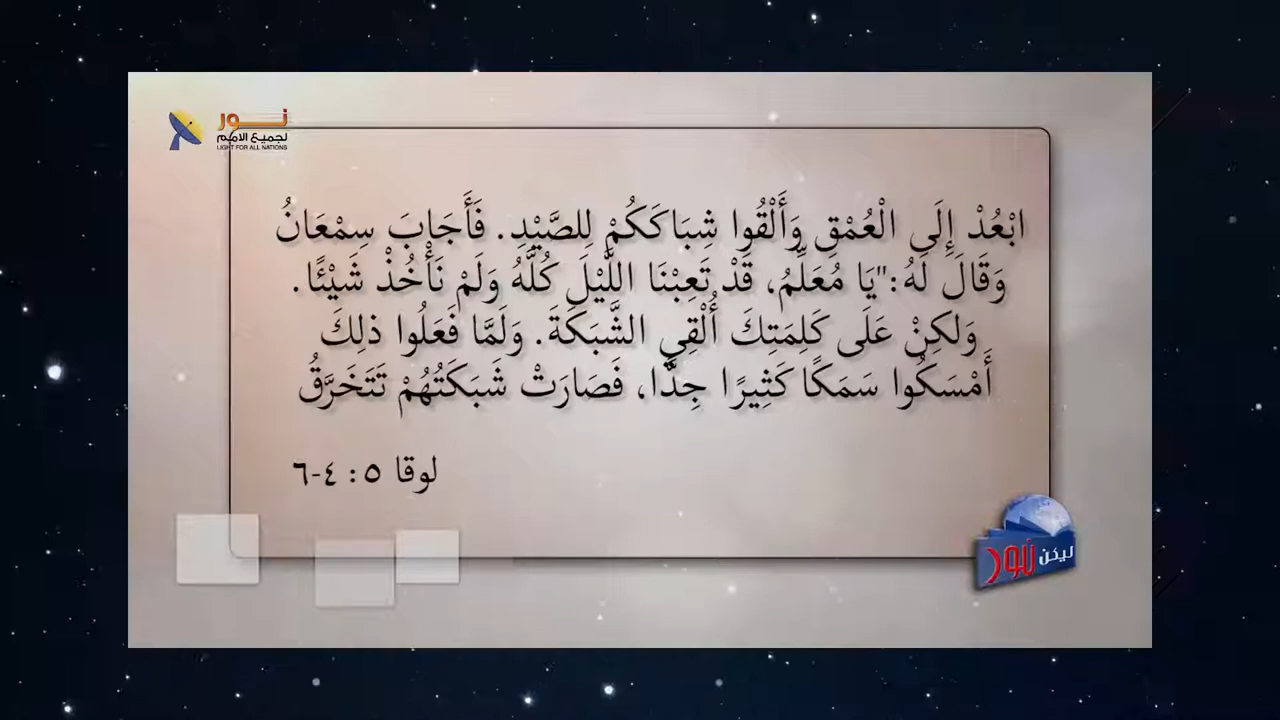 نور
لجميع الامم
LIGHT FOR ALL NATIONS
ابْعُدْ إِلَى الْعُمْقِ وَأَلْقُوا شِبَاكَكُمْ لِلصَّيْدِ. فَأَجَابَ سِمْعَانُ
وَقَالَ لَهُ:"يَا مُعَلِّمُ، قَدْ تَعِبْنَا اللَّيْلَ كُلَّهُ وَلَمْ نَأْخُذْ شَيْئًا.
وَلكِنْ عَلَى كَلِمَتِكَ أُلْقِي الشَّبَكَةَ. وَلَمَّا فَعَلُوا ذلِكَ
أَمْسَكُوا سَمَكًا كَثِيرًا جِدًّا، فَصَارَتْ شَبَكَتُهُمْ تَتَخَرَّقُ
لوقا ٥: ٤-٦
ليكن نور